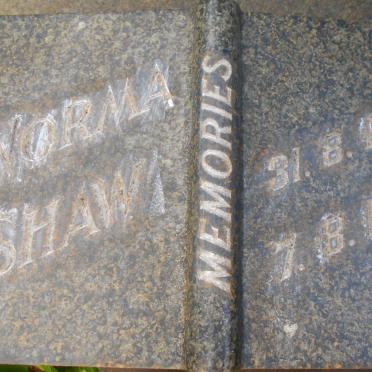 NORMA
SHAW
MEMORIES
31.8.
7.8.